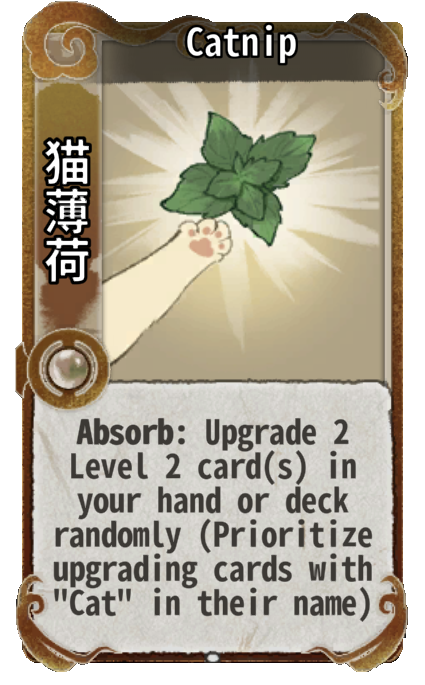 Catnip
猫薄荷
Absorb: Upgrade 2
Level 2 card(s) in
your hand or deck
randomly (Prioritize
upgrading cards with
"Cat" in their name)